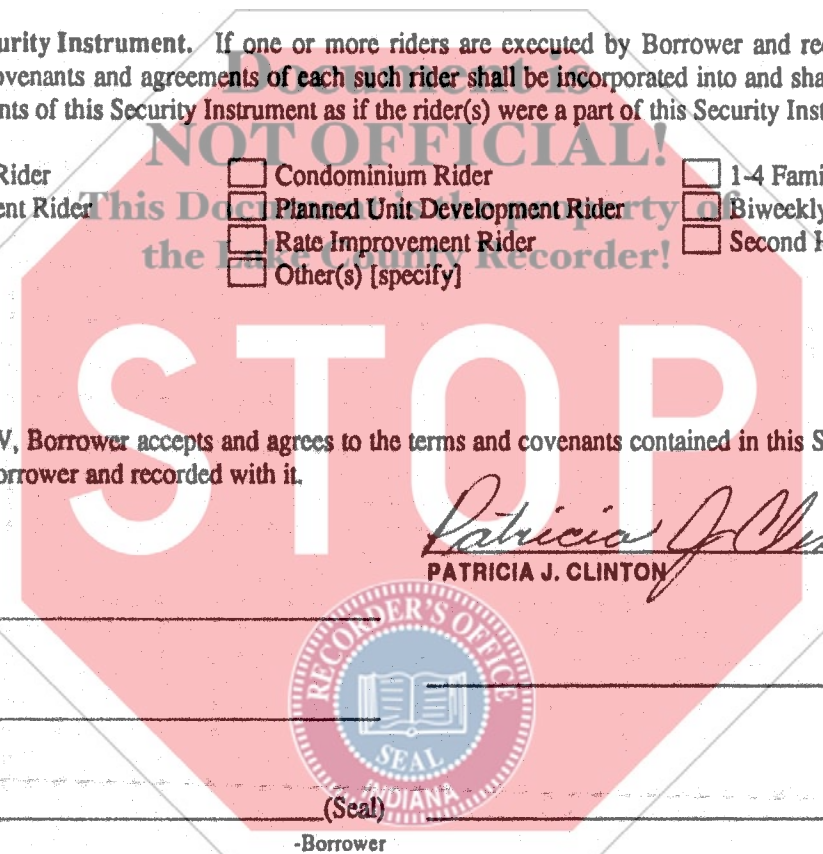 urity Instrument. If one or more riders are executed by Borrower and re
ovenants and agreements of each such rider shall be incorporated into and sha
nts of this Security Instrument as if the rider(s) were a part of this Security Inst
Document is
NOT OFFICIAL!
This Document is the property of
the Lake County Recorder!
Rider Condominium Rider 1-4 Fami
ent Rider Planned Unit Development Rider Biweekly
Rate Improvement Rider Second H
Other(s) [specify]
STOP
V, Borrower accepts and agrees to the terms and covenants contained in this S
orrower and recorded with it.
Patricia J Clin
PATRICIA J. CLINTON
RECORDER'S OFFICE
SEAL
INDIANA
(Seal)
-Borrower